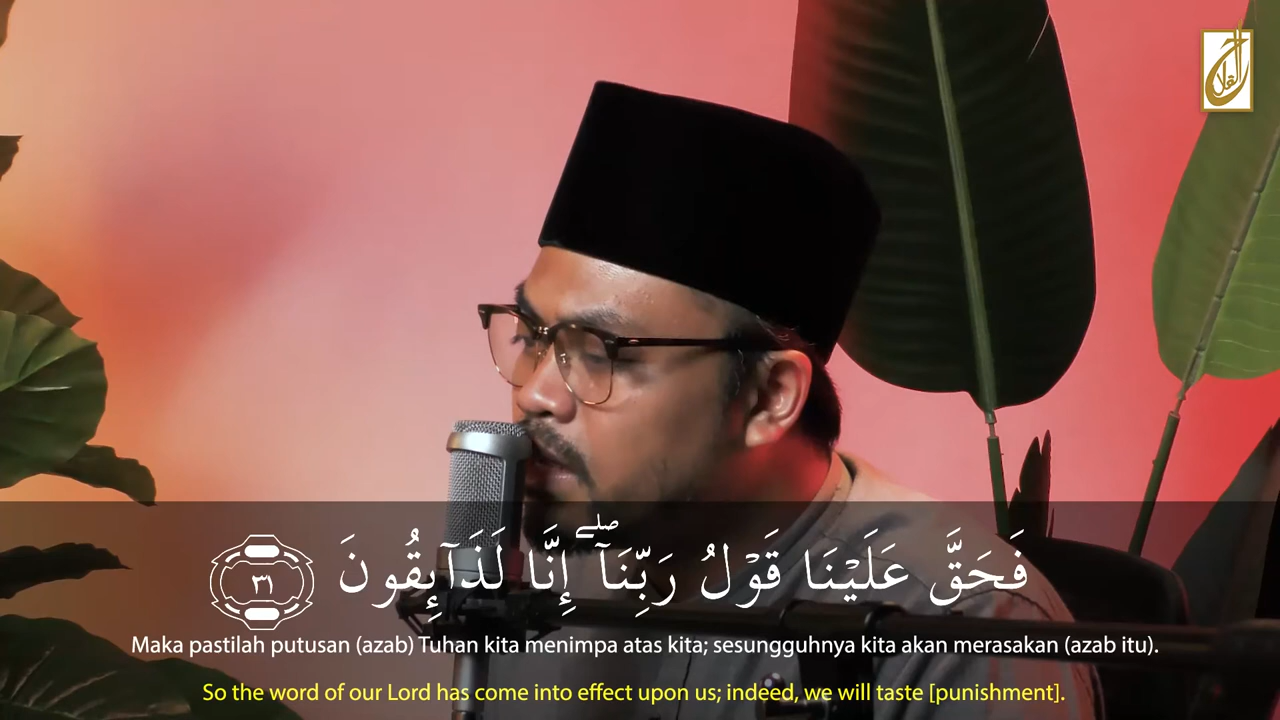 الفلاح
فَحَقَّ عَلَيْنَا قَوْلُ رَبِّنَآ ۖ إِنَّا لَذَآئِقُونَ ٣١
Maka pastilah putusan (azab) Tuhan kita menimpa atas kita; sesungguhnya kita akan merasakan (azab itu).
So the word of our Lord has come into effect upon us; indeed, we will taste [punishment].